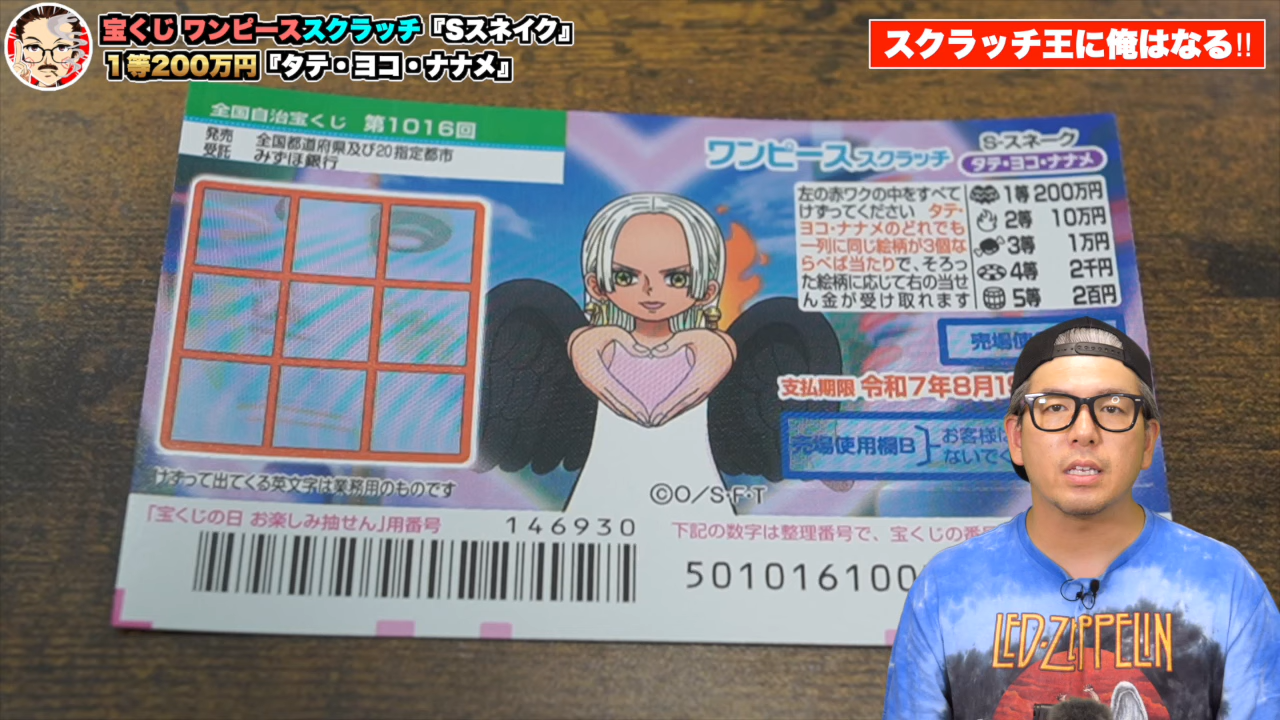 宝くじ ワンピーススクラッチ『Sスネイク』
1等200万円『タテ・ヨコ・ナナメ』
スクラッチ王に俺はなる!!
全国自治宝くじ 第1016回
発売 全国都道府県及び20指定都市
受託 みずほ銀行
ワンピーススクラッチ
S-スネーク
タテ・ヨコ・ナナメ
左の赤ワクの中をすべて
けずってください タテ・
ヨコ・ナナメのどれでも
一列に同じ絵柄が3個な
らべば当たりで、そろっ
た絵柄に応じて右の当せ
ん金が受け取れます
1等 200万円
2等 10万円
3等 1万円
4等 2千円
5等 2百円
売場使
支払期限 令和7年8月1
売場使用欄B
お客様は
ないでく
けずって出てくる英文字は業務用のものです
©O/S・F・T
「宝くじの日 お楽しみ抽せん」用番号
146930
下記の数字は整理番号で、宝くじの番
50101610
LED-ZEPPELIN